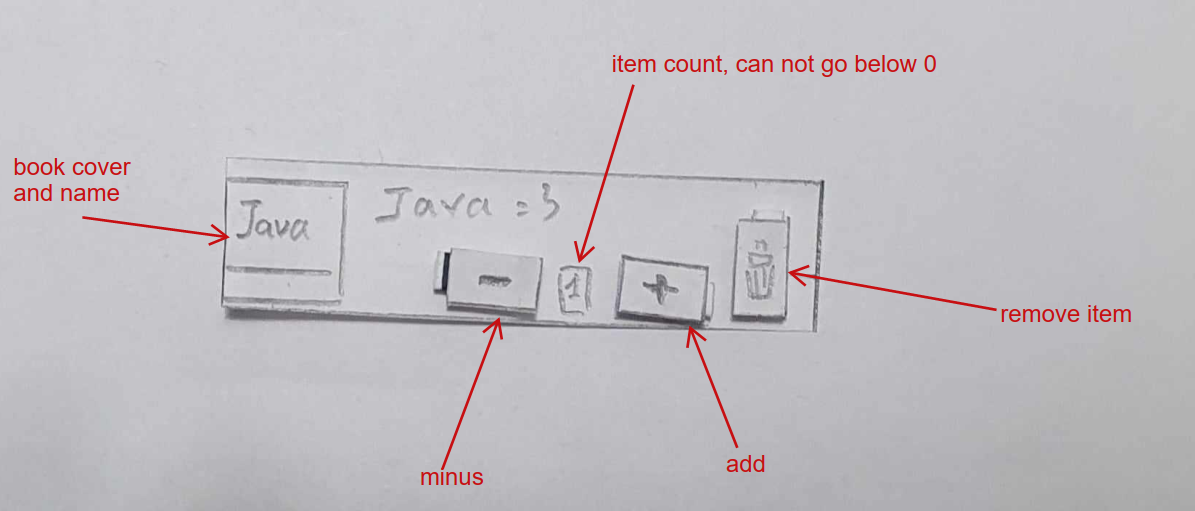 item count, can not go below 0
book cover
and name
Java
Java = 3
-
1
+
remove item
add
minus